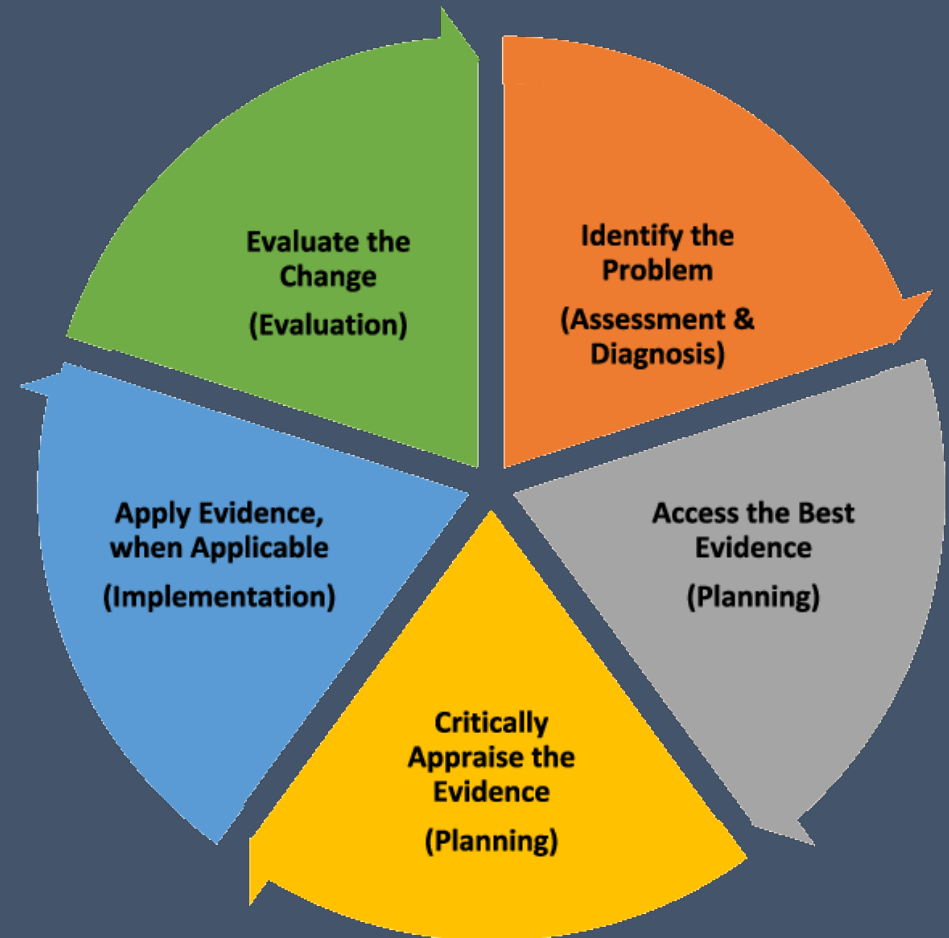 Identify the
Problem
(Assessment &
Diagnosis)
Access the Best
Evidence
(Planning)
Critically
Appraise the
Evidence
(Planning)
Apply Evidence,
when Applicable
(Implementation)
Evaluate the
Change
(Evaluation)